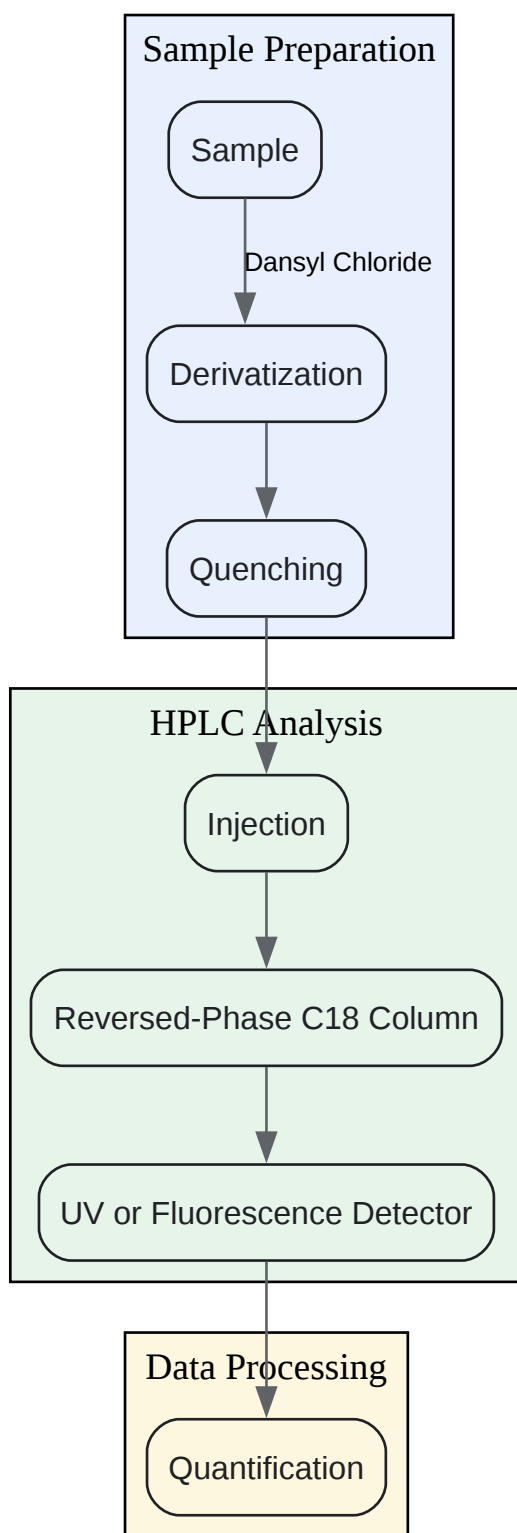 Sample Preparation
Sample
Dansyl Chloride
Derivatization
Quenching
HPLC Analysis
Injection
Reversed-Phase C18 Column
UV or Fluorescence Detector
Data Processing
Quantification